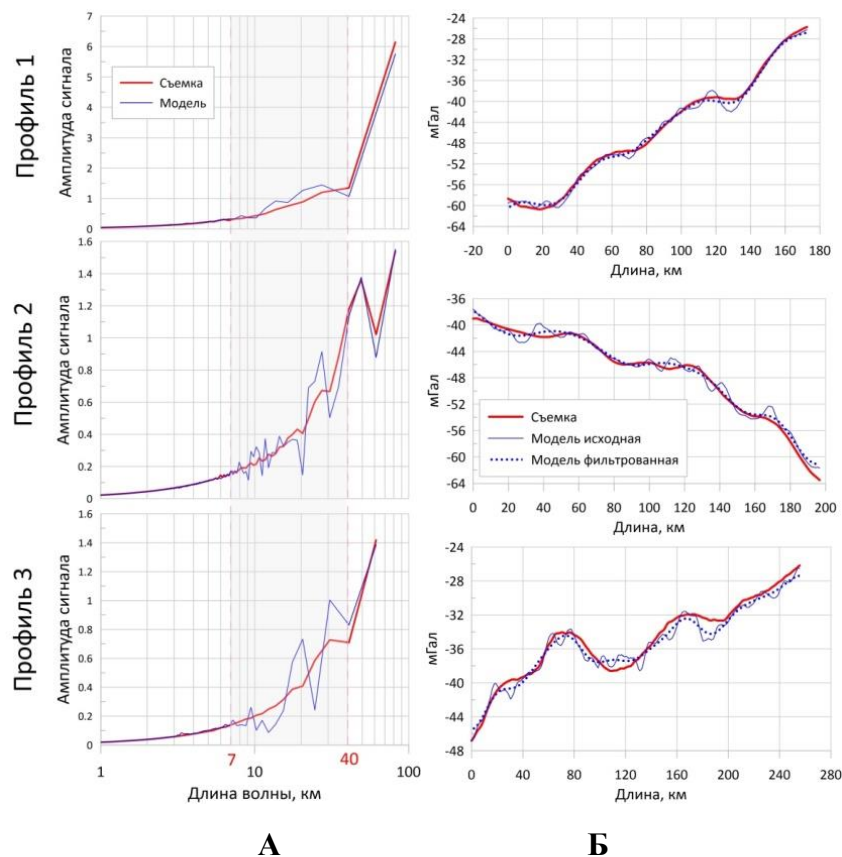 Профиль 1
Амплитуда сигнала
7
6
5
4
3
2
1
0
Съемка
Модель
мГал
-24
-28
-32
-36
-40
-44
-48
-52
-56
-60
-64
-20 0 20 40 60 80 100 120 140 160 180
Длина, км
Профиль 2
Амплитуда сигнала
1.6
1.4
1.2
1
0.8
0.6
0.4
0.2
0
мГал
-36
-40
-44
-48
-52
-56
-60
-64
Съемка
Модель исходная
Модель фильтрованная
0 20 40 60 80 100 120 140 160 180 200
Длина, км
Профиль 3
Амплитуда сигнала
1.6
1.4
1.2
1
0.8
0.6
0.4
0.2
0
1 7 10 40 100
Длина волны, км
мГал
-24
-28
-32
-36
-40
-44
-48
0 40 80 120 160 200 240 280
Длина, км
А Б